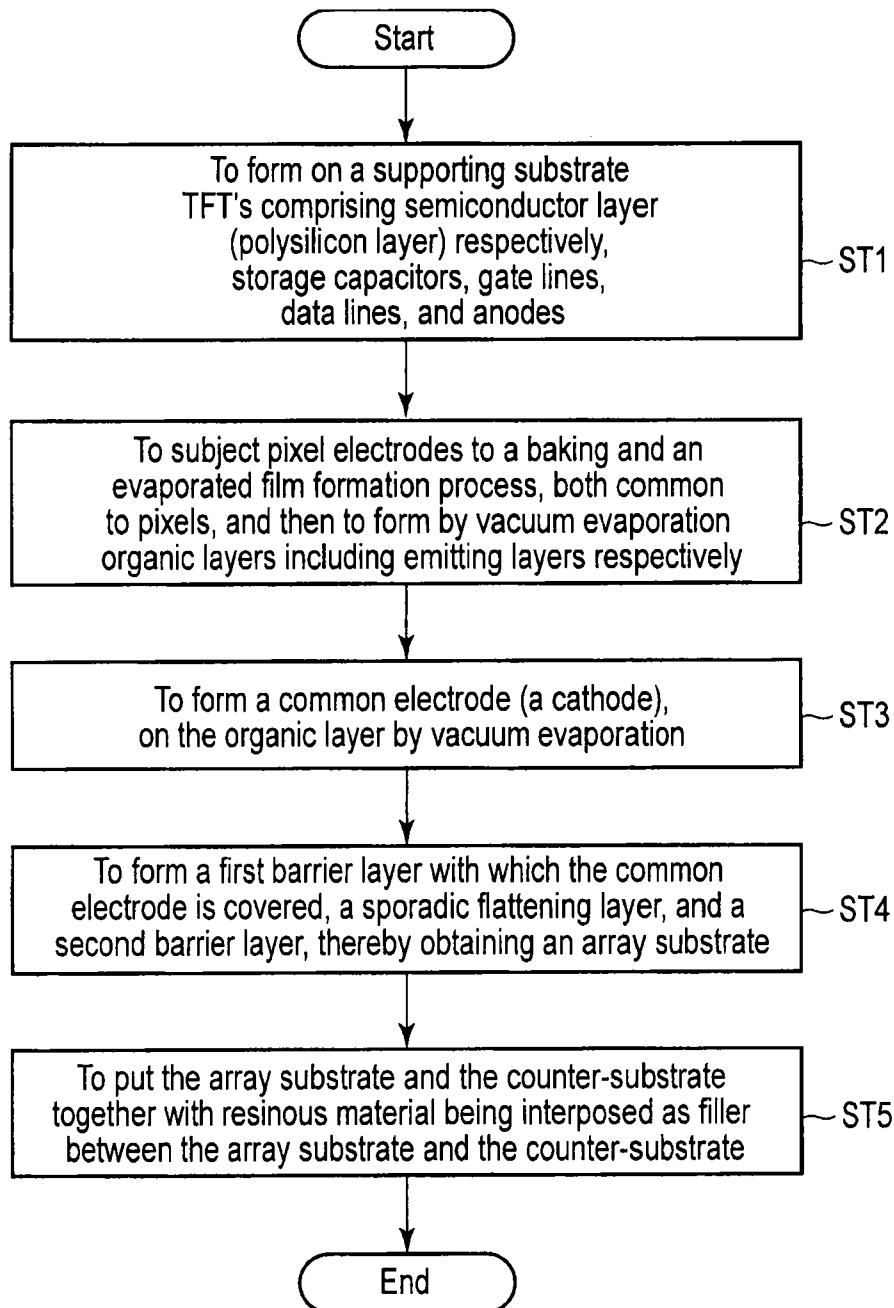 Start
To form on a supporting substrate
TFT's comprising semiconductor layer
(polysilicon layer) respectively,
storage capacitors, gate lines,
data lines, and anodes
ST1
To subject pixel electrodes to a baking and an
evaporated film formation process, both common
to pixels, and then to form by vacuum evaporation
organic layers including emitting layers respectively
ST2
To form a common electrode (a cathode),
on the organic layer by vacuum evaporation
ST3
To form a first barrier layer with which the common
electrode is covered, a sporadic flattening layer, and a
second barrier layer, thereby obtaining an array substrate
ST4
To put the array substrate and the counter-substrate
together with resinous material being interposed as filler
between the array substrate and the counter-substrate
ST5
End